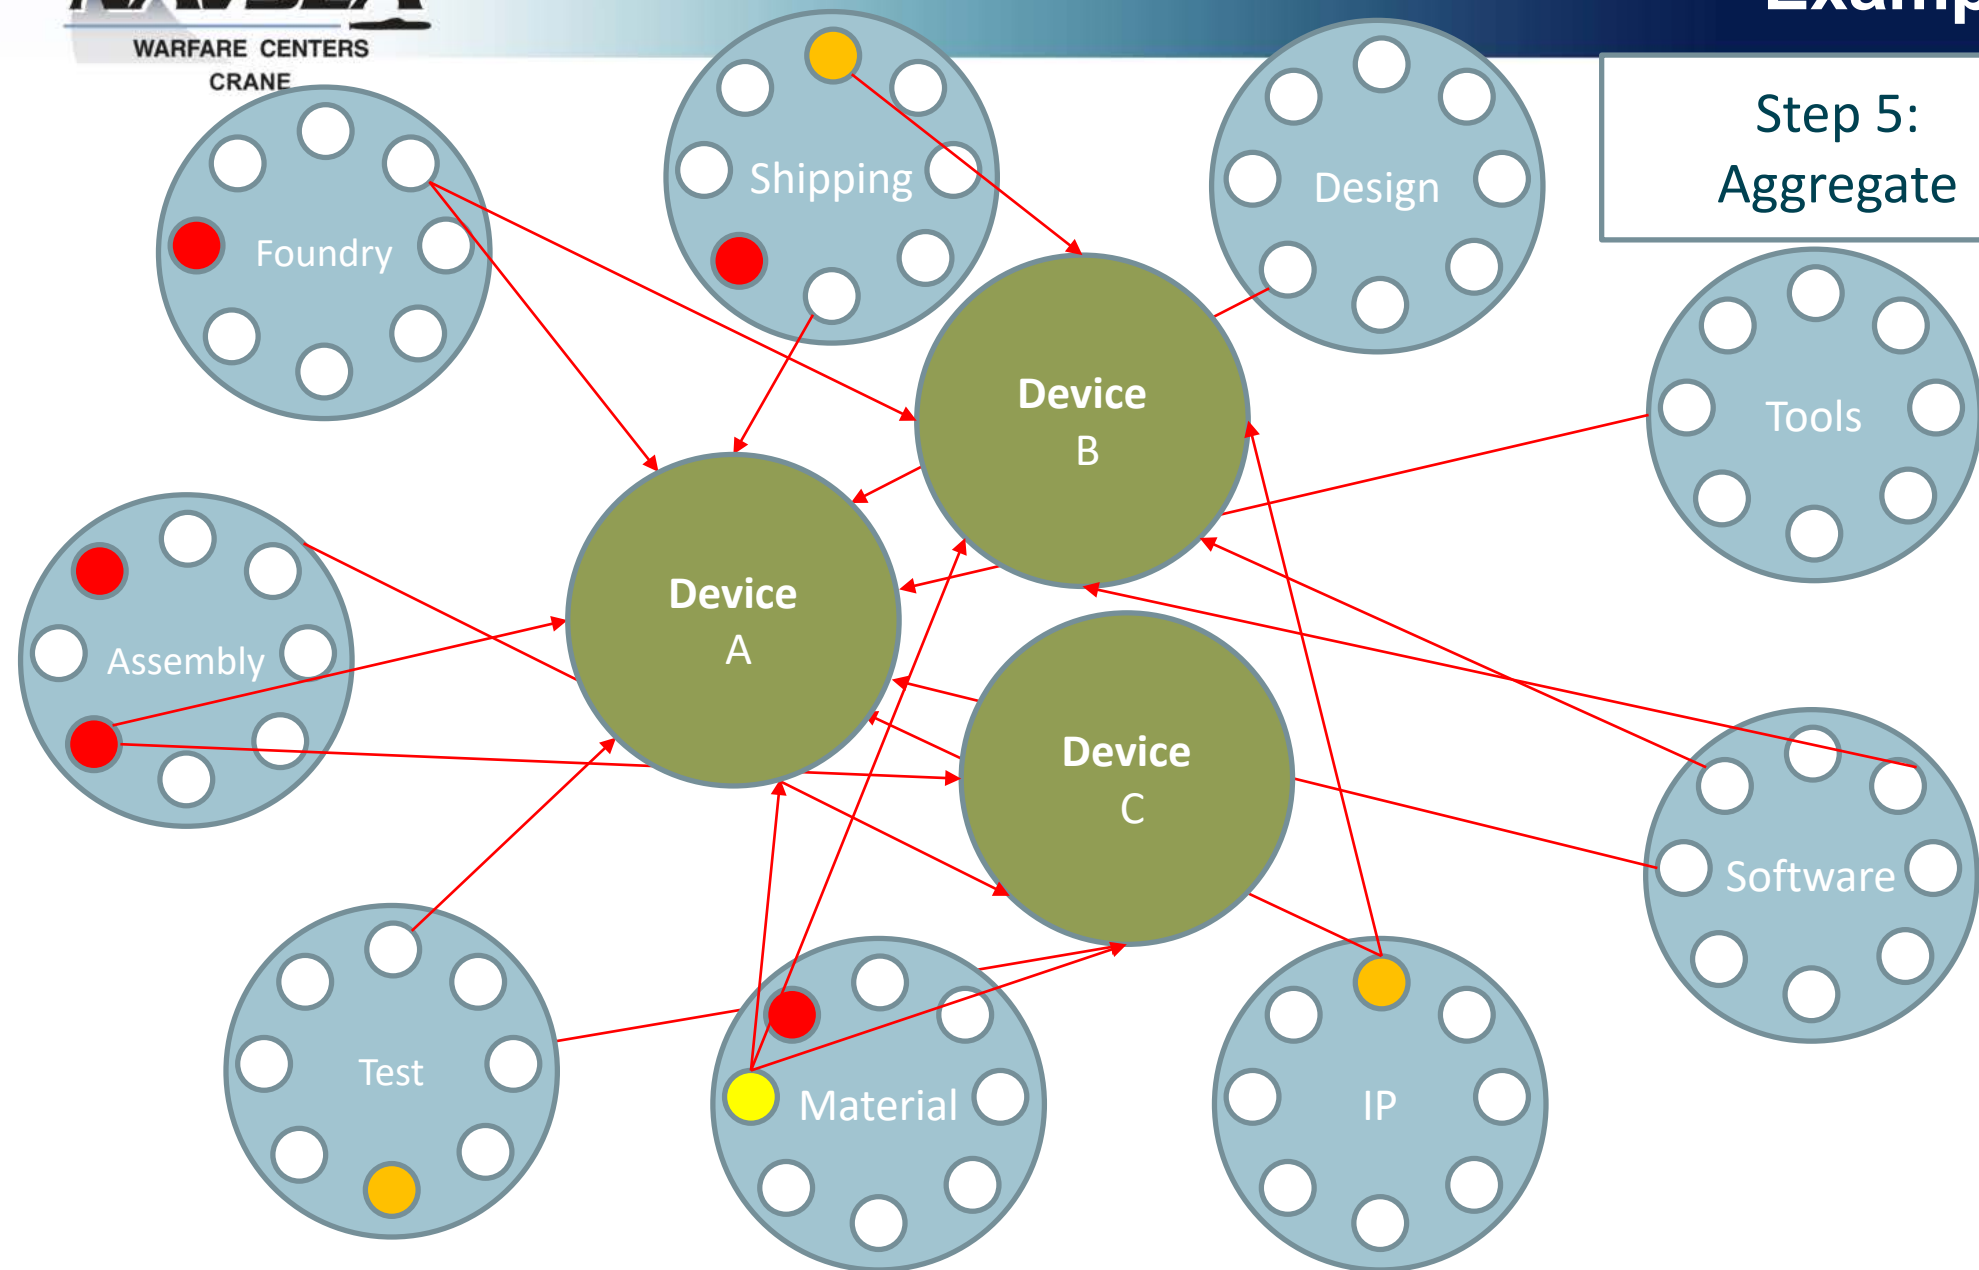 WARFARE CENTERS
CRANE
Step 5:
Aggregate
Shipping
Design
Foundry
Tools
Device
B
Device
A
Assembly
Device
C
Software
Test
Material
IP